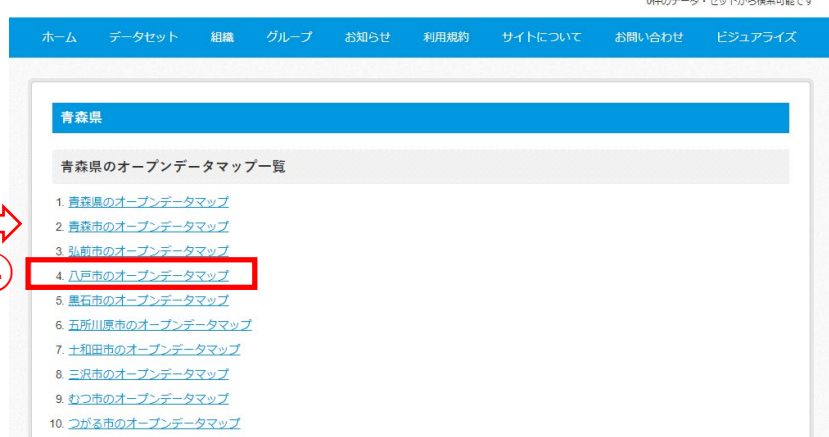 0件のデータ・セットから検索可能です
ホーム データセット 組織 グループ お知らせ 利用規約 サイトについて お問い合わせ ビジュアライズ
青森県
青森県のオープンデータマップ一覧
1. 青森県のオープンデータマップ
2. 青森市のオープンデータマップ
3. 弘前市のオープンデータマップ
4. 八戸市のオープンデータマップ
5. 黒石市のオープンデータマップ
6. 五所川原市のオープンデータマップ
7. 十和田市のオープンデータマップ
8. 三沢市のオープンデータマップ
9. むつ市のオープンデータマップ
10. つがる市のオープンデータマップ